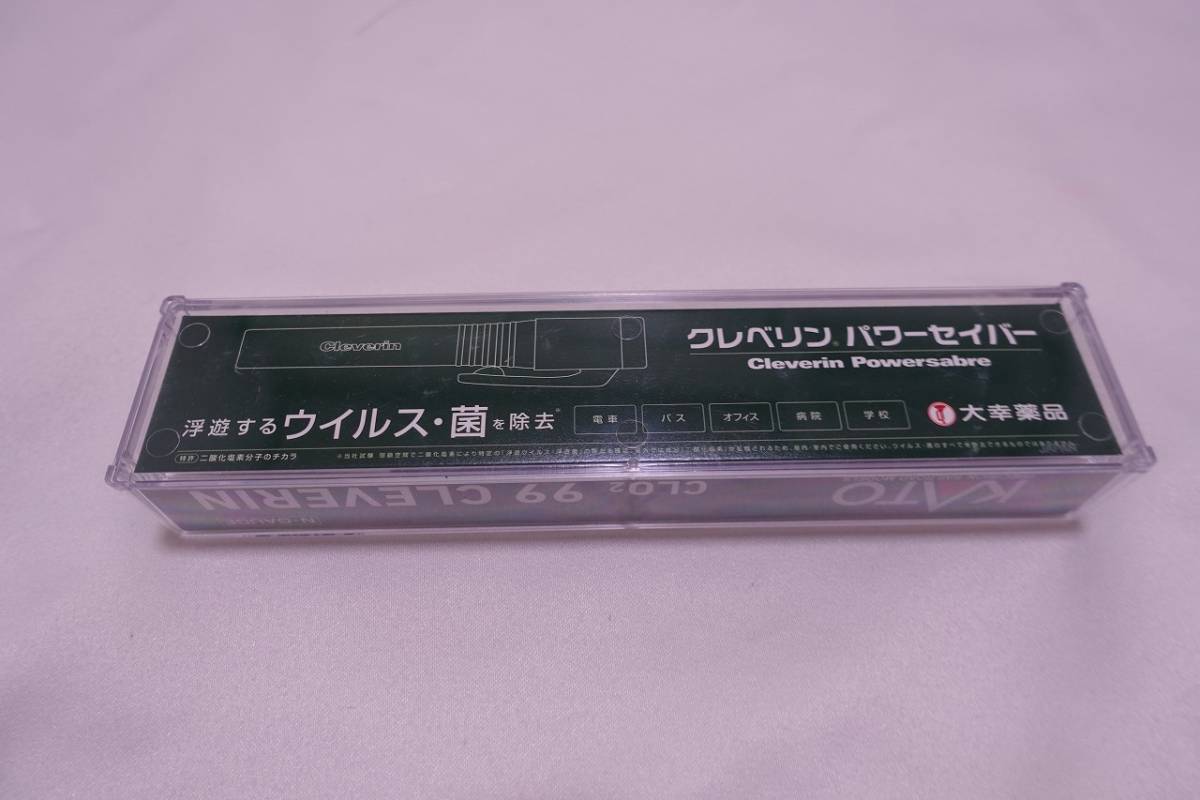 Cleverin
クレベリン® パワーセイバー
Cleverin Powersabre
浮遊するウイルス・菌を除去※
電車 バス オフィス 病院 学校
大幸薬品
特許 二酸化塩素分子のチカラ
KATO
CLO2 99 CLEVERIN